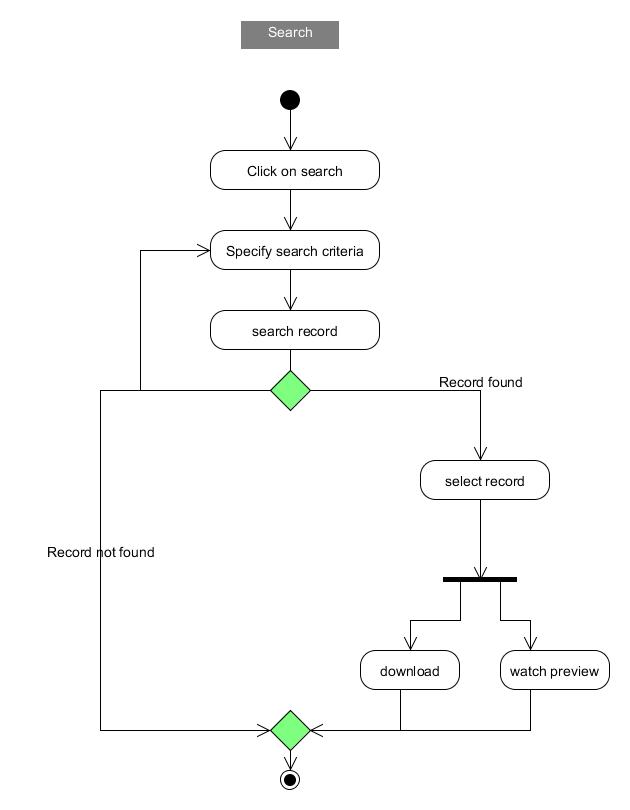 Search
Click on search
Specify search criteria
search record
Record found
select record
Record not found
download
watch preview